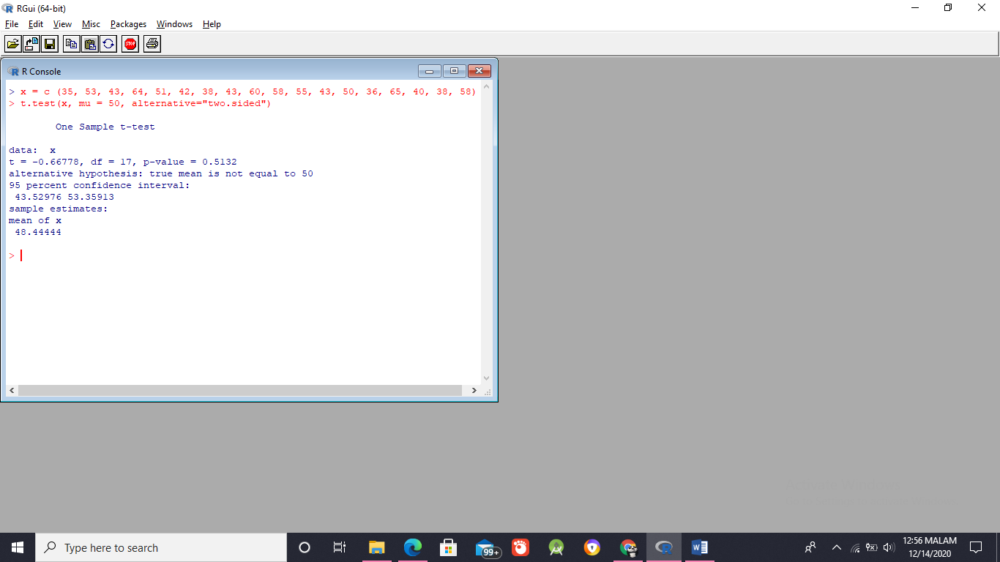 RGui (64-bit)
File Edit View Misc Packages Windows Help
STOP
R Console
> x = c (35, 53, 43, 64, 51, 42, 38, 43, 60, 58, 55, 43, 50, 36, 65, 40, 38, 58)
> t.test(x, mu = 50, alternative="two.sided")
One Sample t-test
data:  x
t = -0.66778, df = 17, p-value = 0.5132
alternative hypothesis: true mean is not equal to 50
95 percent confidence interval:
43.52976 53.35913
sample estimates:
mean of x
48.44444
>
Type here to search
99+
12:56 MALAM
12/14/2020